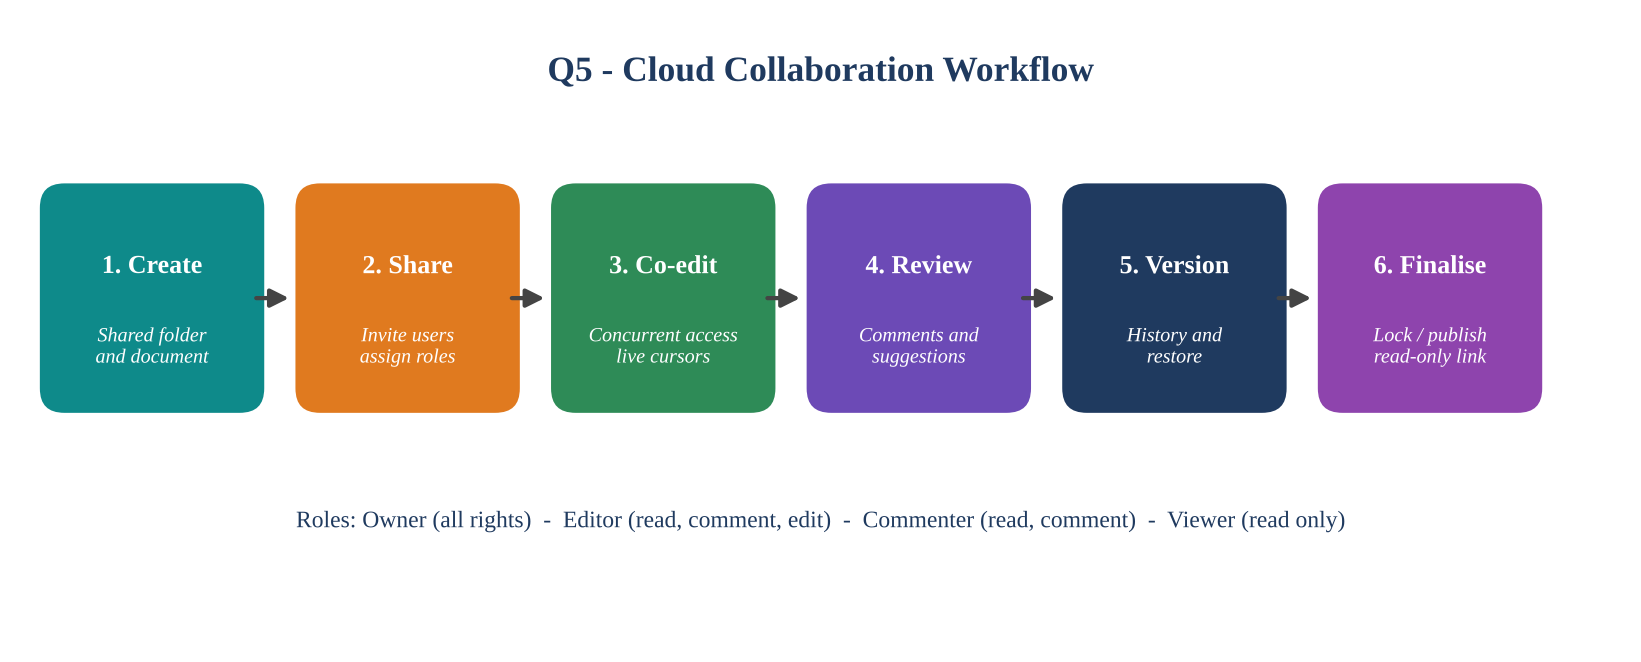 Q5 - Cloud Collaboration Workflow
1. Create
Shared folder
and document
2. Share
Invite users
assign roles
3. Co-edit
Concurrent access
live cursors
4. Review
Comments and
suggestions
5. Version
History and
restore
6. Finalise
Lock / publish
read-only link
Roles: Owner (all rights) - Editor (read, comment, edit) - Commenter (read, comment) - Viewer (read only)